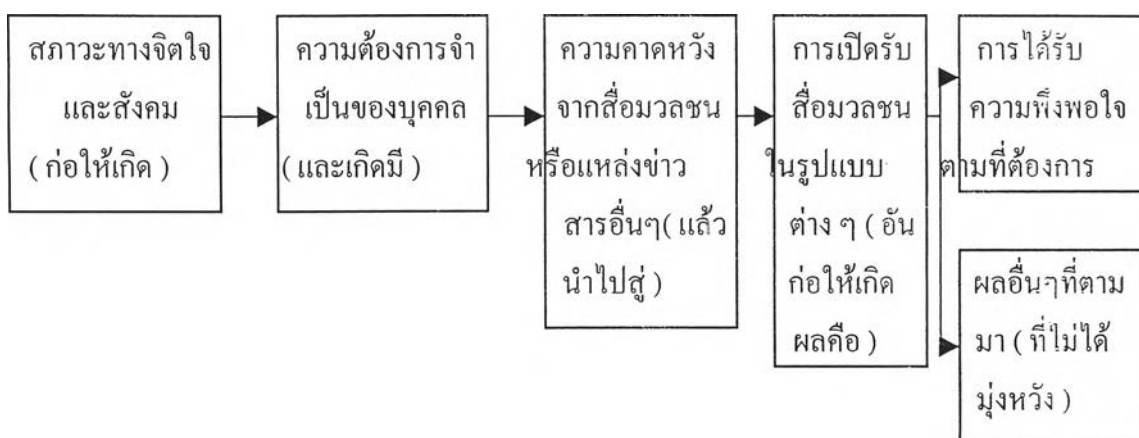 สภาวะทางจิตใจ
และสังคม
( ก่อให้เกิด )
ความต้องการจำ
เป็นของบุคคล
( และเกิดมี )
ความคาดหวัง
จากสื่อมวลชน
หรือแหล่งข่าว
สารอื่นๆ( แล้ว
นำไปสู่ )
การเปิดรับ
สื่อมวลชน
ในรูปแบบ
ต่าง ๆ ( อัน
ก่อให้เกิด
ผลคือ )
การได้รับ
ความพึงพอใจ
ตามที่ต้องการ
ผลอื่นๆที่ตาม
มา ( ที่ไม่ได้
มุ่งหวัง )